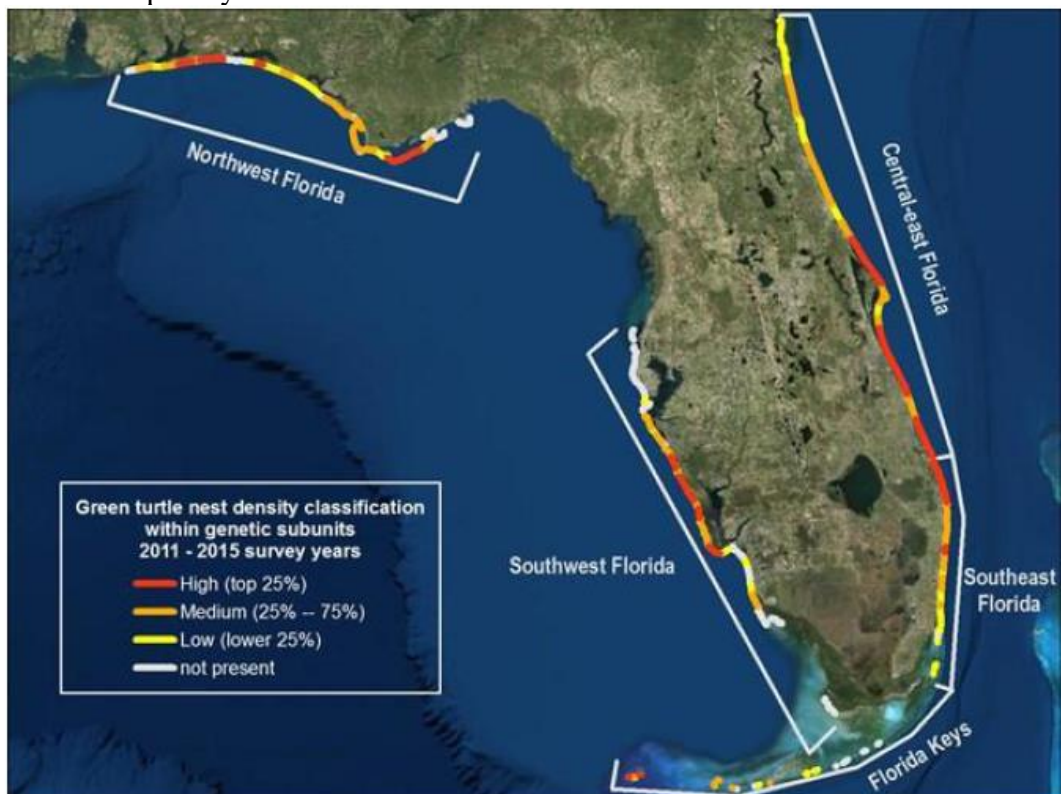 Northwest Florida
Central-east Florida
Green turtle nest density classification
within genetic subunits
2011 - 2015 survey years
High (top 25%)
Medium (25% -- 75%)
Low (lower 25%)
not present
Southwest Florida
Southeast
Florida
Florida Keys